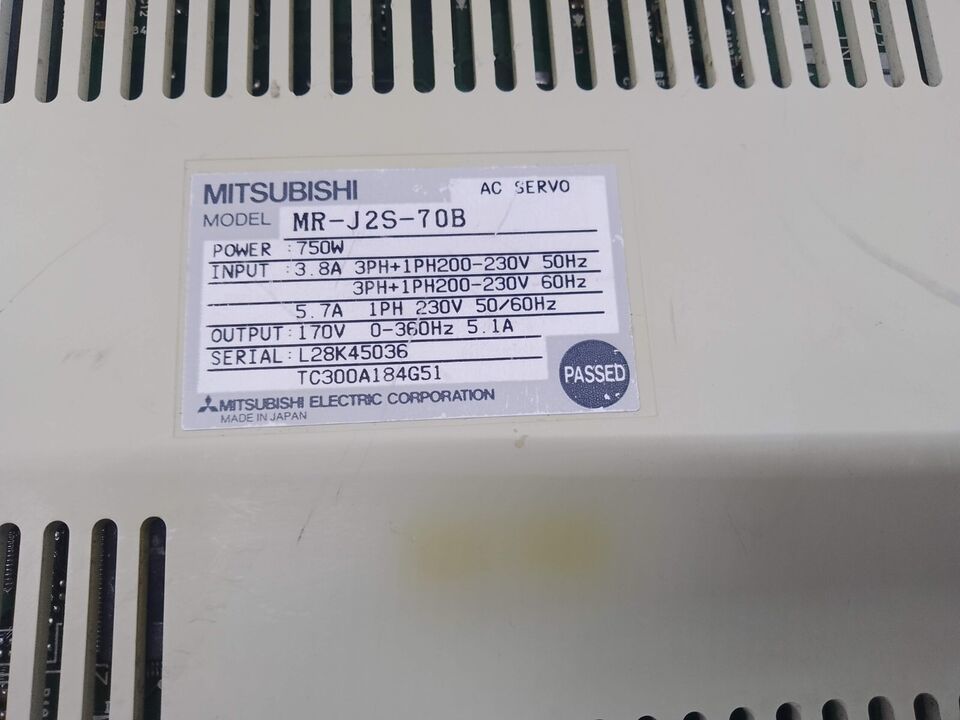 MITSUBISHI
AC SERVO
MODEL MR-J2S-70B
POWER :750W
INPUT :3.8A 3PH+1PH200-230V 50Hz
3PH+1PH200-230V 60Hz
5.7A 1PH 230V 50/60Hz
OUTPUT:170V 0-360Hz 5.1A
SERIAL:L28K45036
TC300A184G51
PASSED
MITSUBISHI ELECTRIC CORPORATION
MADE IN JAPAN